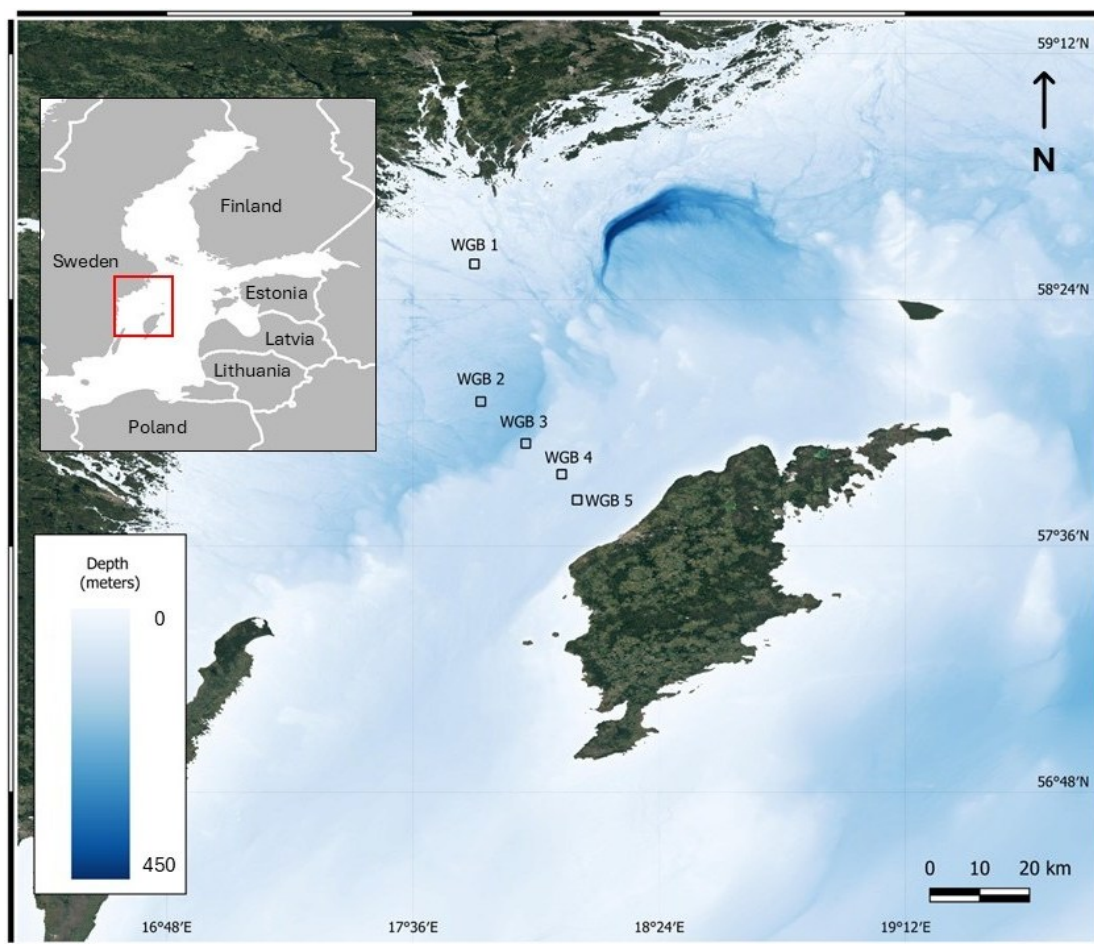 59°12'N
N
Finland
Sweden
Estonia
Latvia
Lithuania
Poland
WGB 1
58°24'N
WGB 2
WGB 3
WGB 4
WGB 5
57°36'N
Depth
(meters)
0
450
56°48'N
0 10 20 km
16°48'E 17°36'E 18°24'E 19°12'E